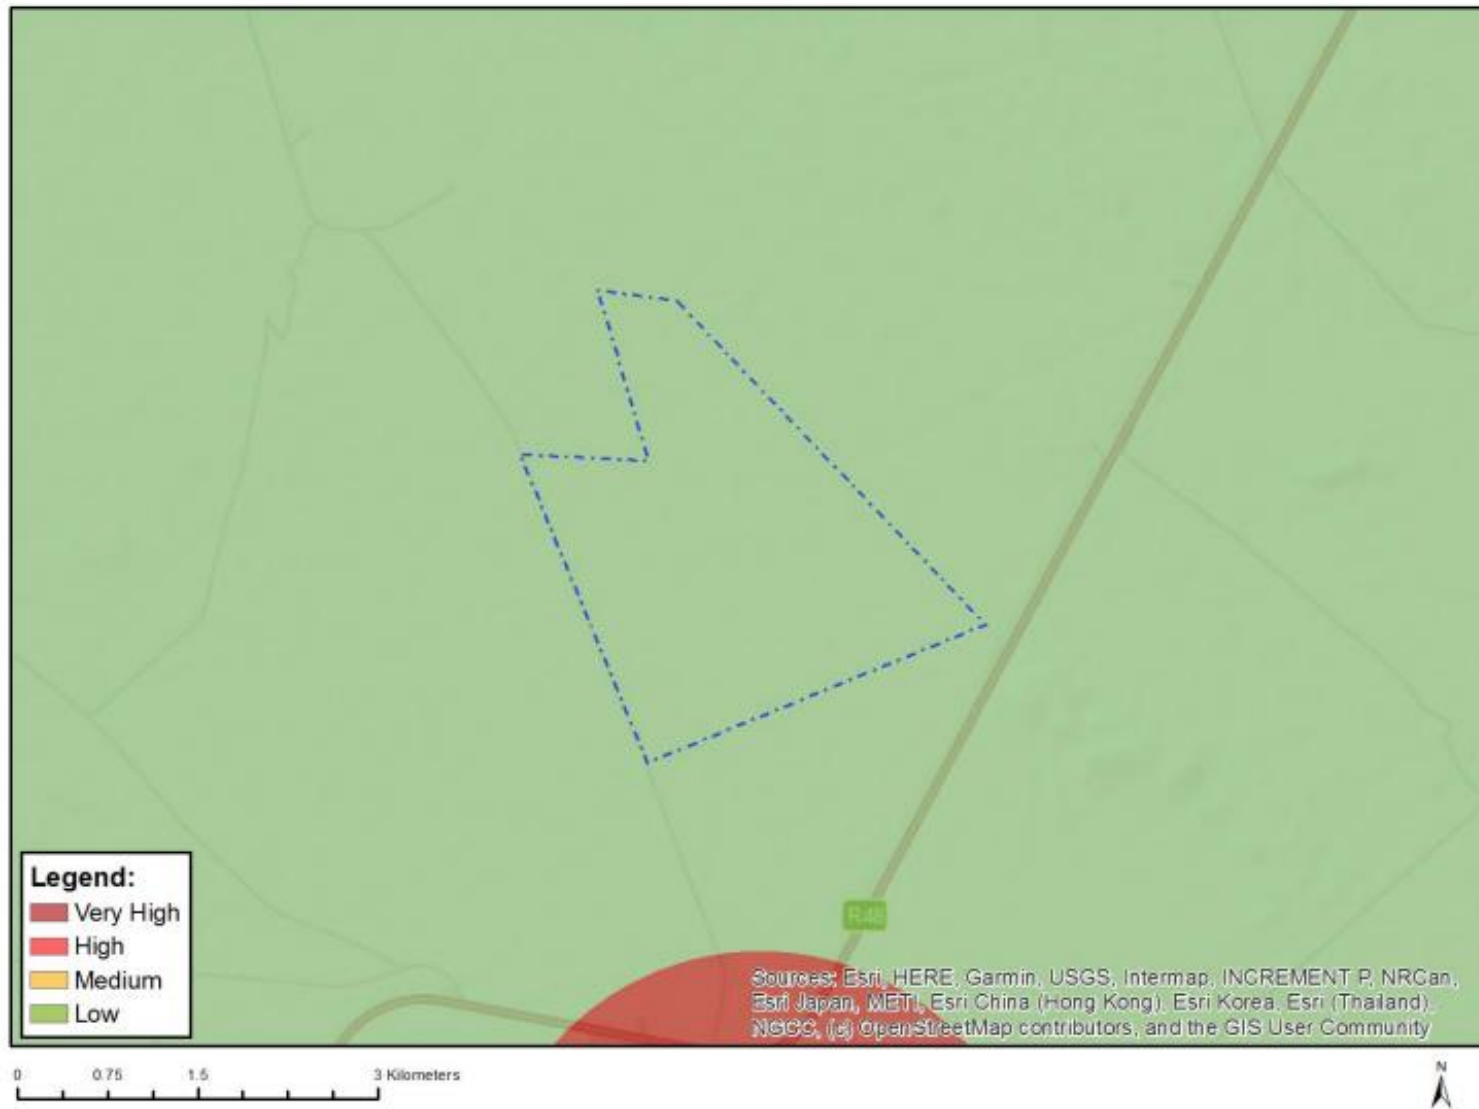 R48
Legend:
Very High
High
Medium
Low
Sources: Esri, HERE, Garmin, USGS, Intermap, INCREMENT P, NRCan,
Esri Japan, METI, Esri China (Hong Kong), Esri Korea, Esri (Thailand),
NGCC, (c) OpenStreetMap contributors, and the GIS User Community
0 0.75 1.5 3 Kilometers
N